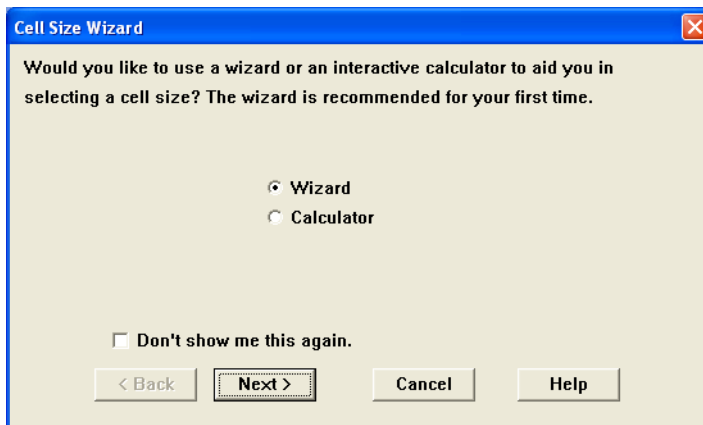 Cell Size Wizard
Would you like to use a wizard or an interactive calculator to aid you in
selecting a cell size? The wizard is recommended for your first time.
Wizard
Calculator
Don't show me this again.
< Back Next > Cancel Help